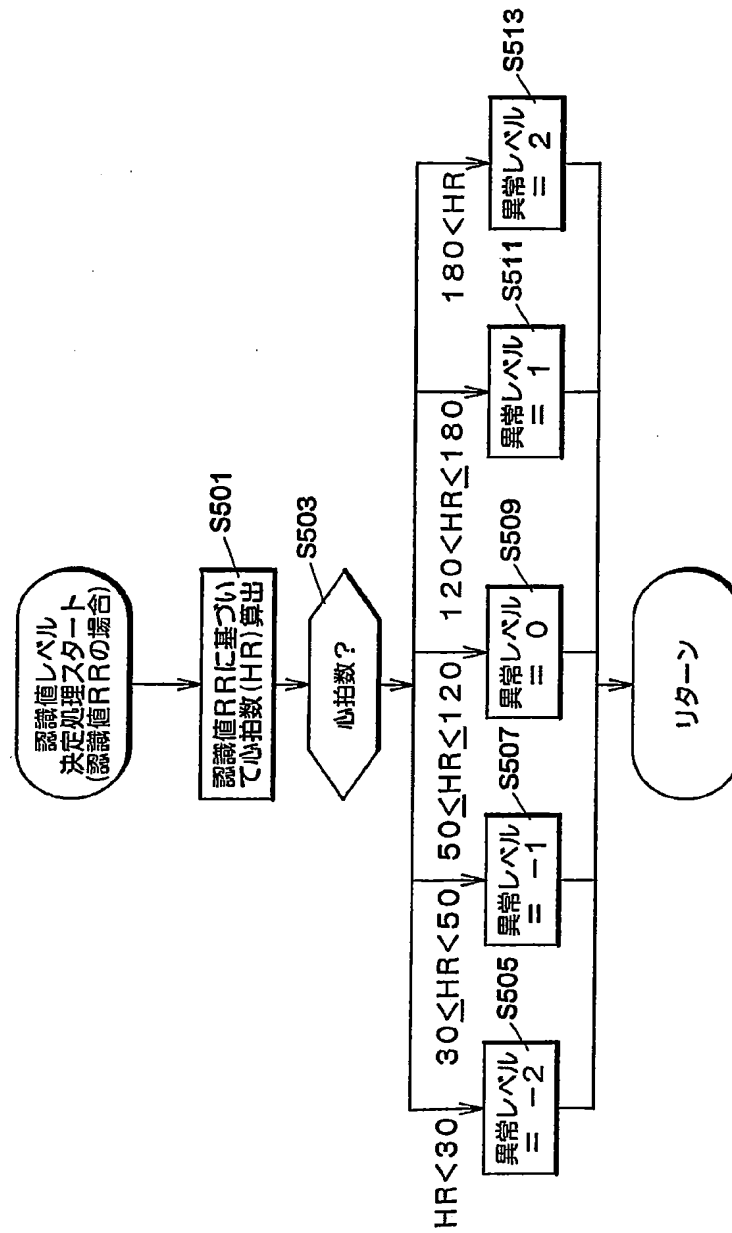 認識値レベル
決定処理スタート
(認識値RRの場合)
S501
認識値RRに基づい
て心拍数(HR)算出
S503
心拍数?
HR<30
30≤HR<50
50≤HR≤120
120<HR≤180
180<HR
S505
異常レベル
= -2
S507
異常レベル
= -1
S509
異常レベル
= 0
S511
異常レベル
= 1
S513
異常レベル
= 2
リターン